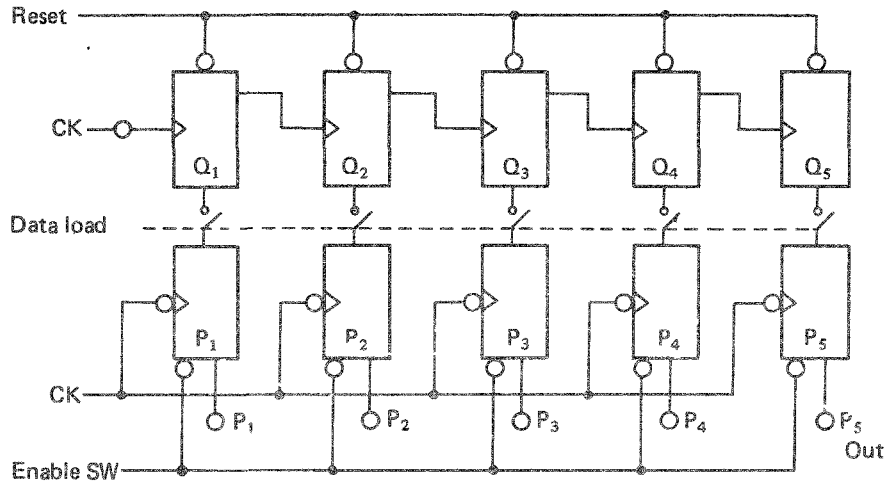 Reset
CK
Q₁ Q₂ Q₃ Q₄ Q₅
Data load
P₁ P₂ P₃ P₄ P₅
CK
P₁ P₂ P₃ P₄ P₅
Out
Enable SW